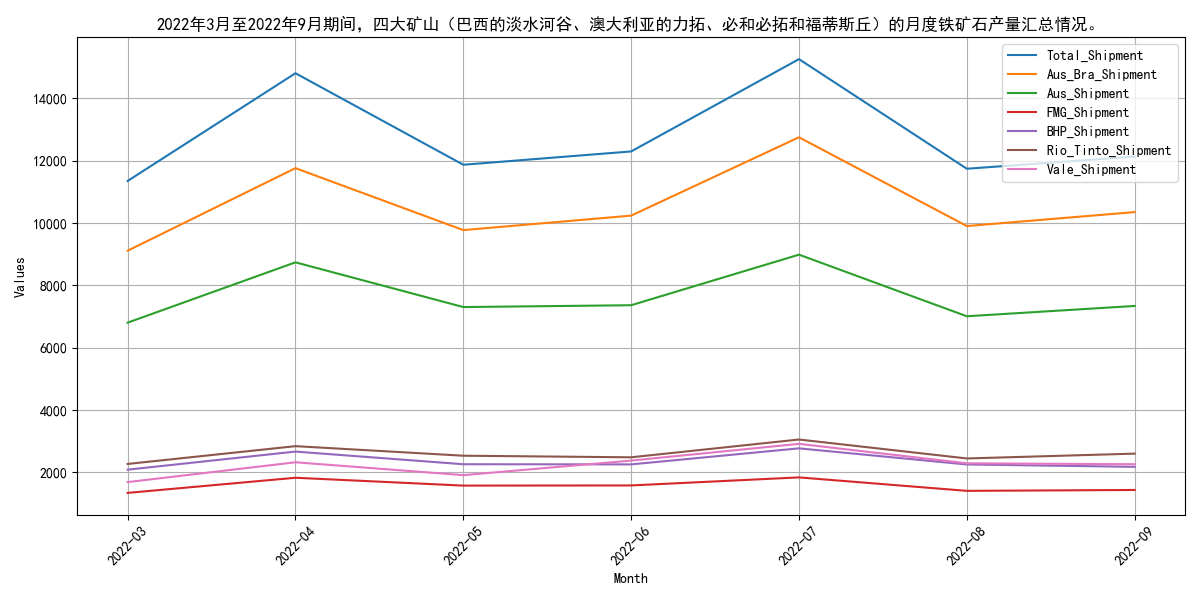 2022年3月至2022年9月期间，四大矿山（巴西的淡水河谷、澳大利亚的力拓、必和必拓和福蒂斯丘）的月度铁矿石产量汇总情况。
Total_Shipment
Aus_Bra_Shipment
Aus_Shipment
FMG_Shipment
BHP_Shipment
Rio_Tinto_Shipment
Vale_Shipment
Values
14000
12000
10000
8000
6000
4000
2000
2022-03
2022-04
2022-05
2022-06
2022-07
2022-08
2022-09
Month